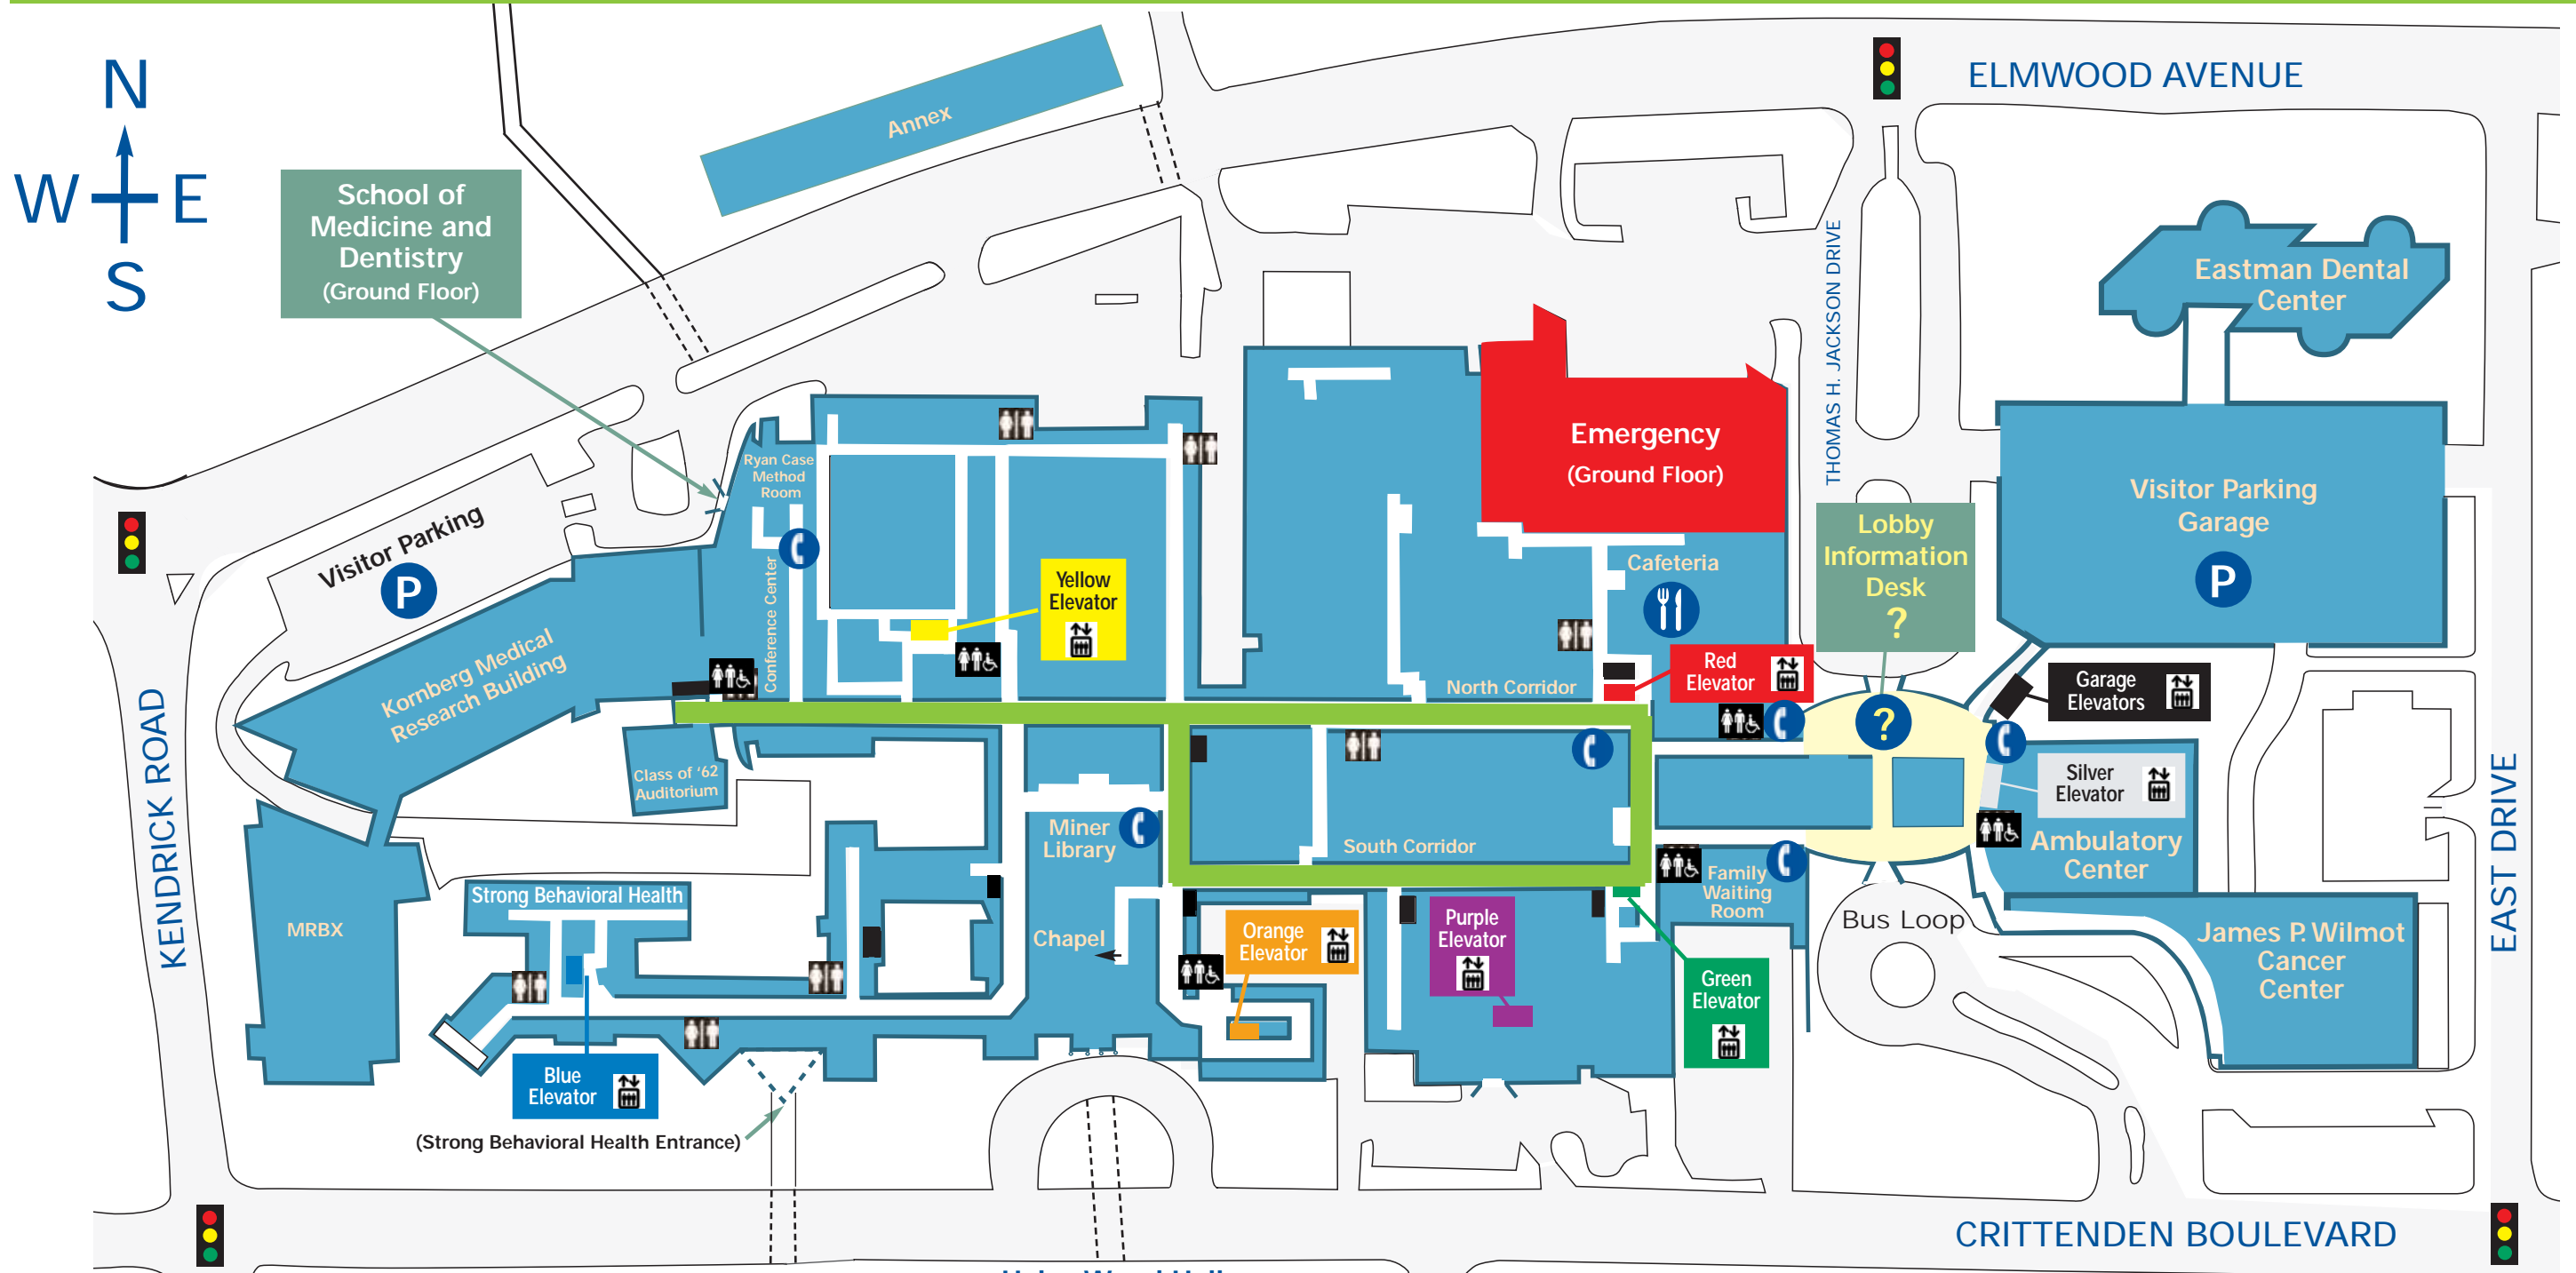 N
W
E
S
ELMWOOD AVENUE
Annex
School of
Medicine and
Dentistry
(Ground Floor)
THOMAS H. JACKSON DRIVE
Eastman Dental
Center
Emergency
(Ground Floor)
Ryan Case
Method
Room
Visitor Parking
P
Conference Center
Yellow
Elevator
Cafeteria
Lobby
Information
Desk
?
Visitor Parking
Garage
P
Kornberg Medical
Research Building
North Corridor
Red
Elevator
?
Garage
Elevators
KENDRICK ROAD
Class of ‘62
Auditorium
Silver
Elevator
Miner
Library
South Corridor
Ambulatory
Center
EAST DRIVE
Family
Waiting
Room
Strong Behavioral Health
MRBX
Chapel
Orange
Elevator
Purple
Elevator
Bus Loop
James P. Wilmot
Cancer
Center
Green
Elevator
Blue
Elevator
(Strong Behavioral Health Entrance)
CRITTENDEN BOULEVARD